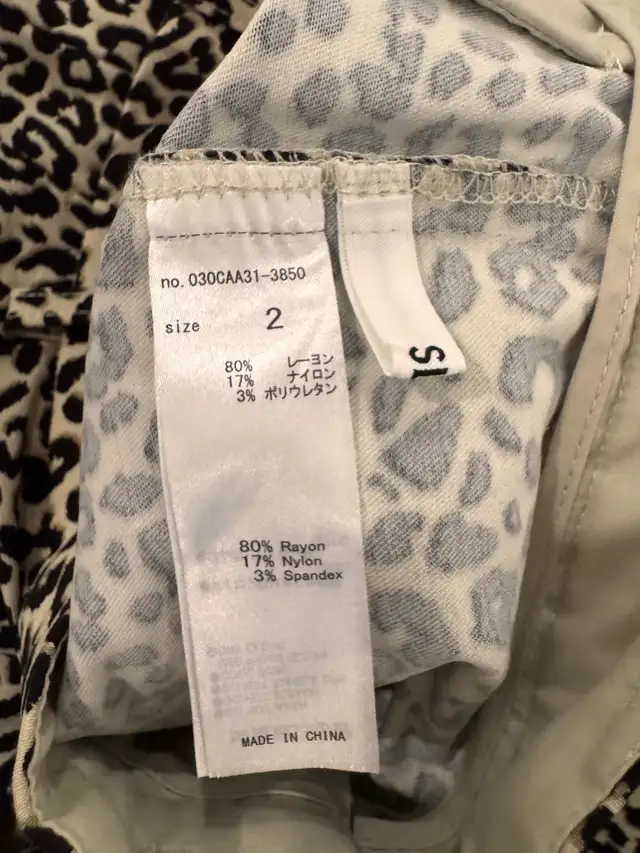 no. 030CAA31-3850
size 2
80% レーヨン
17% ナイロン
3% ポリウレタン
80% Rayon
17% Nylon
3% Spandex
MADE IN CHINA